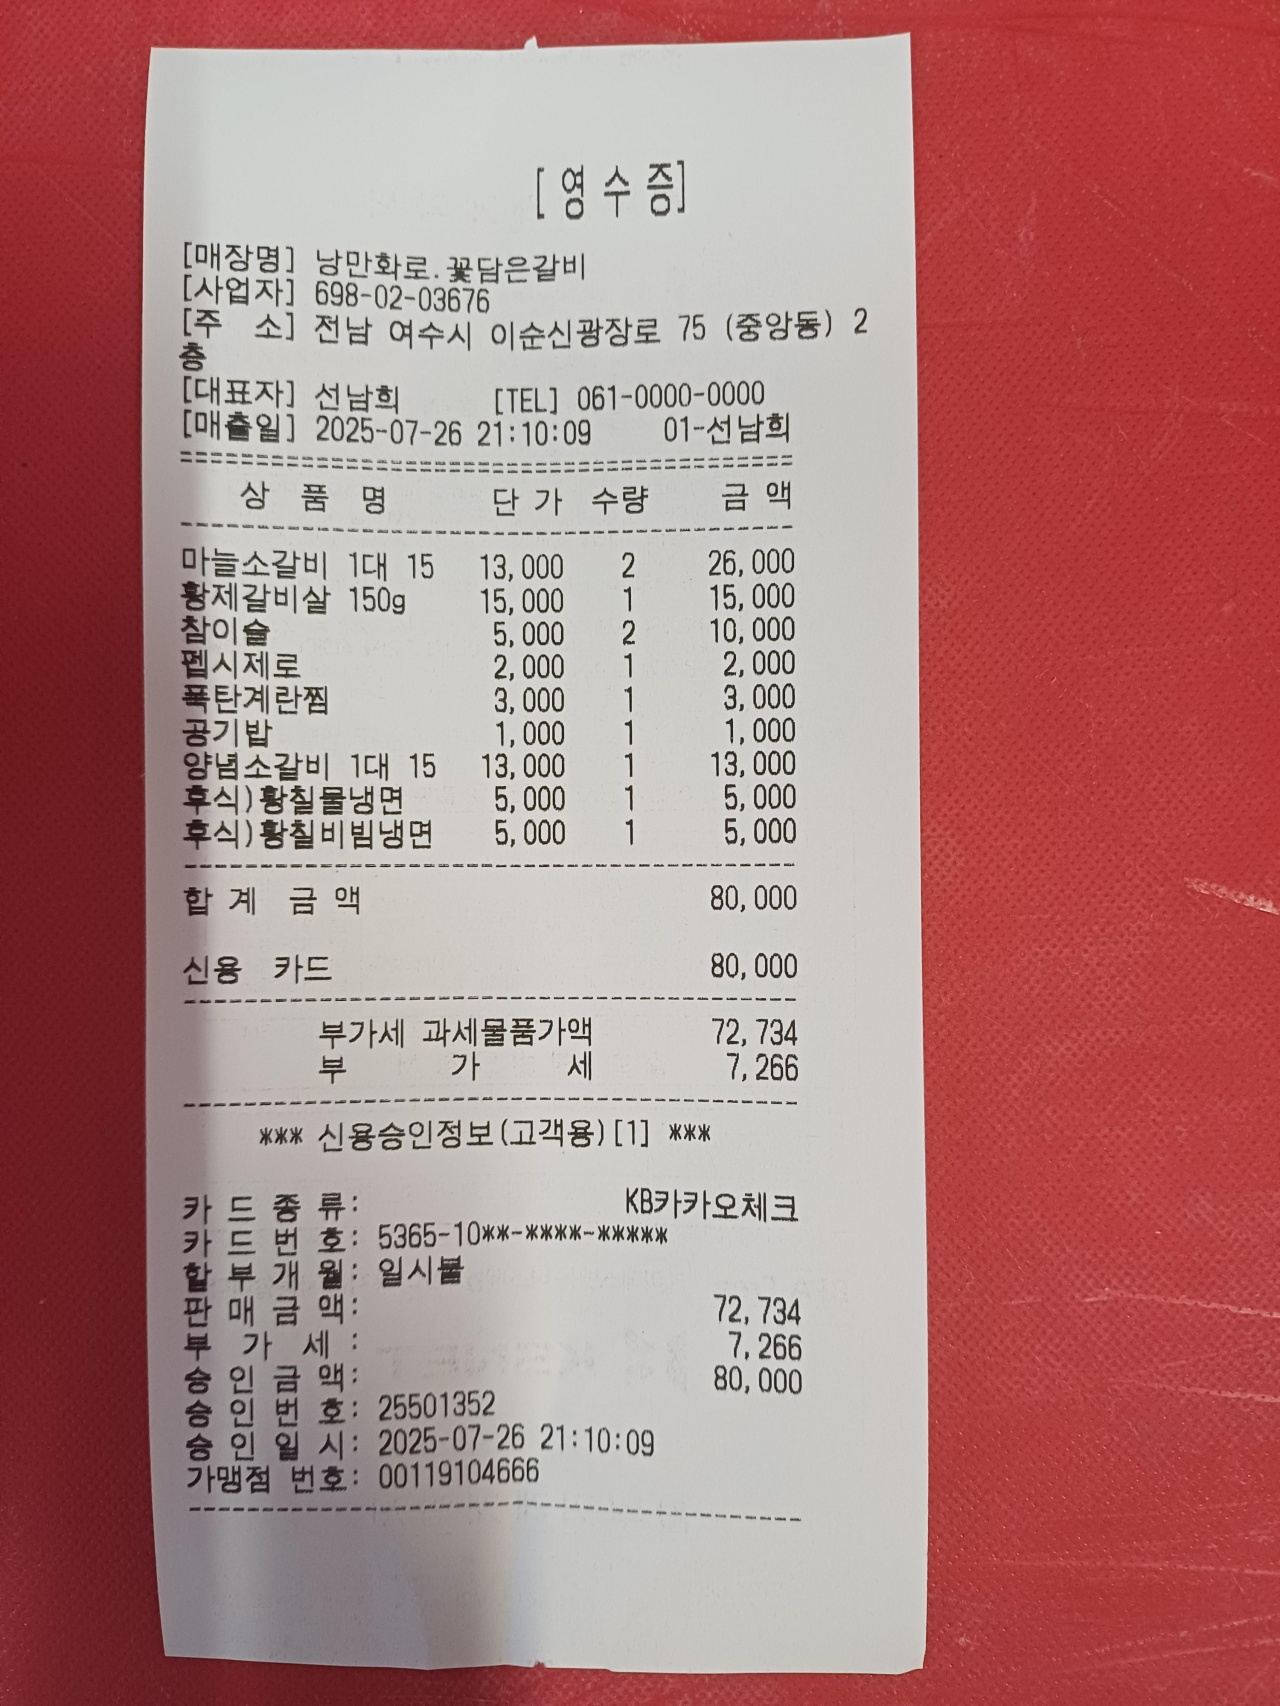 [영 수 증]
[매장명] 낭만화로.꽃담은갈비
[사업자] 698-02-03676
[주 소] 전남 여수시 이순신광장로 75 (중앙동) 2
층
[대표자] 선남희 [TEL] 061-0000-0000
[매출일] 2025-07-26 21:10:09 01-선남희
상 품 명 단 가 수량 금 액
마늘소갈비 1대 15 13,000 2 26,000
황제갈비살 150g 15,000 1 15,000
참이슬 5,000 2 10,000
펩시제로 2,000 1 2,000
폭탄계란찜 3,000 1 3,000
공기밥 1,000 1 1,000
양념소갈비 1대 15 13,000 1 13,000
후식)황칠물냉면 5,000 1 5,000
후식)황칠비빔냉면 5,000 1 5,000
합 계 금 액 80,000
신용 카드 80,000
부가세 과세물품가액 72,734
부 가 세 7,266
*** 신용승인정보(고객용)[1] ***
카 드 종 류: KB카카오체크
카 드 번 호: 5365-10**-****-*****
할 부 개 월: 일시불
판 매 금 액: 72,734
부 가 세 : 7,266
승 인 금 액: 80,000
승 인 번 호: 25501352
승 인 일 시: 2025-07-26 21:10:09
가맹점 번호: 00119104666